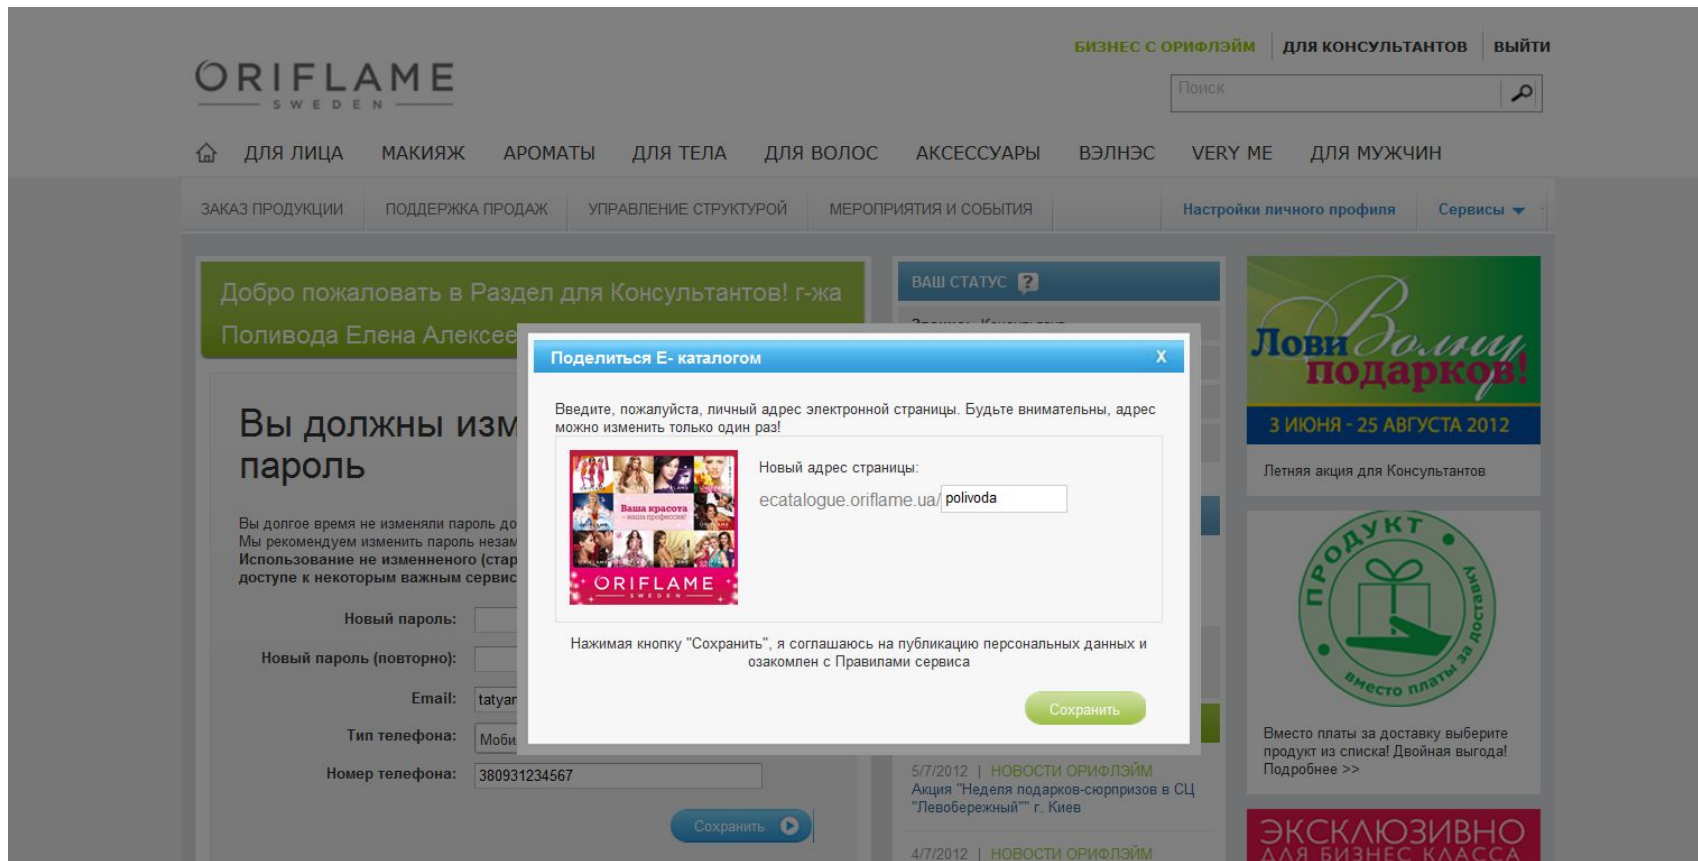 БИЗНЕС С ОРИФЛЭЙМ
ДЛЯ КОНСУЛЬТАНТОВ
ВЫЙТИ
ORIFLAME
SWEDEN
Поиск
ДЛЯ ЛИЦА МАКИЯЖ АРОМАТЫ ДЛЯ ТЕЛА ДЛЯ ВОЛОС АКСЕССУАРЫ ВЭЛНЭС VERY ME ДЛЯ МУЖЧИН
ЗАКАЗ ПРОДУКЦИИ ПОДДЕРЖКА ПРОДАЖ УПРАВЛЕНИЕ СТРУКТУРОЙ МЕРОПРИЯТИЯ И СОБЫТИЯ Настройки личного профиля Сервисы
Добро пожаловать в Раздел для Консультантов! г-жа
Поливода Елена Алексее
Вы должны изм
пароль
Вы долгое время не изменяли пароль до
Мы рекомендуем изменить пароль незам
Использование не измененого (стар
доступе к некоторым важным сервис
Новый пароль:
Новый пароль (повторно):
Email: tatyan
Тип телефона: Моби
Номер телефона: 380931234567
Сохранить
Поделиться Е- каталогом X
Введите, пожалуйста, личный адрес электронной страницы. Будьте внимательны, адрес
можно изменить только один раз!
Ваша красота
– ваша профессия!
ORIFLAME
SWEDEN
Новый адрес страницы:
ecatalogue.oriflame.ua/ polivoda
Нажимая кнопку "Сохранить", я соглашаюсь на публикацию персональных данных и
озакомлен с Правилами сервиса
Сохранить
ВАШ СТАТУС ?
5/7/2012 | НОВОСТИ ОРИФЛЭЙМ
Акция "Неделя подарков-сюрпризов в СЦ
"Левобережный"" г. Киев
4/7/2012 | НОВОСТИ ОРИФЛЭЙМ
Лови Волну
подарков!
3 ИЮНЯ - 25 АВГУСТА 2012
Летняя акция для Консультантов
ПРОДУКТ
вместо платы за доставку
Вместо платы за доставку выберите
продукт из списка! Двойная выгода!
Подробнее >>
ЭКСКЛЮЗИВНО
ДЛЯ БИЗНЕС КЛАССА